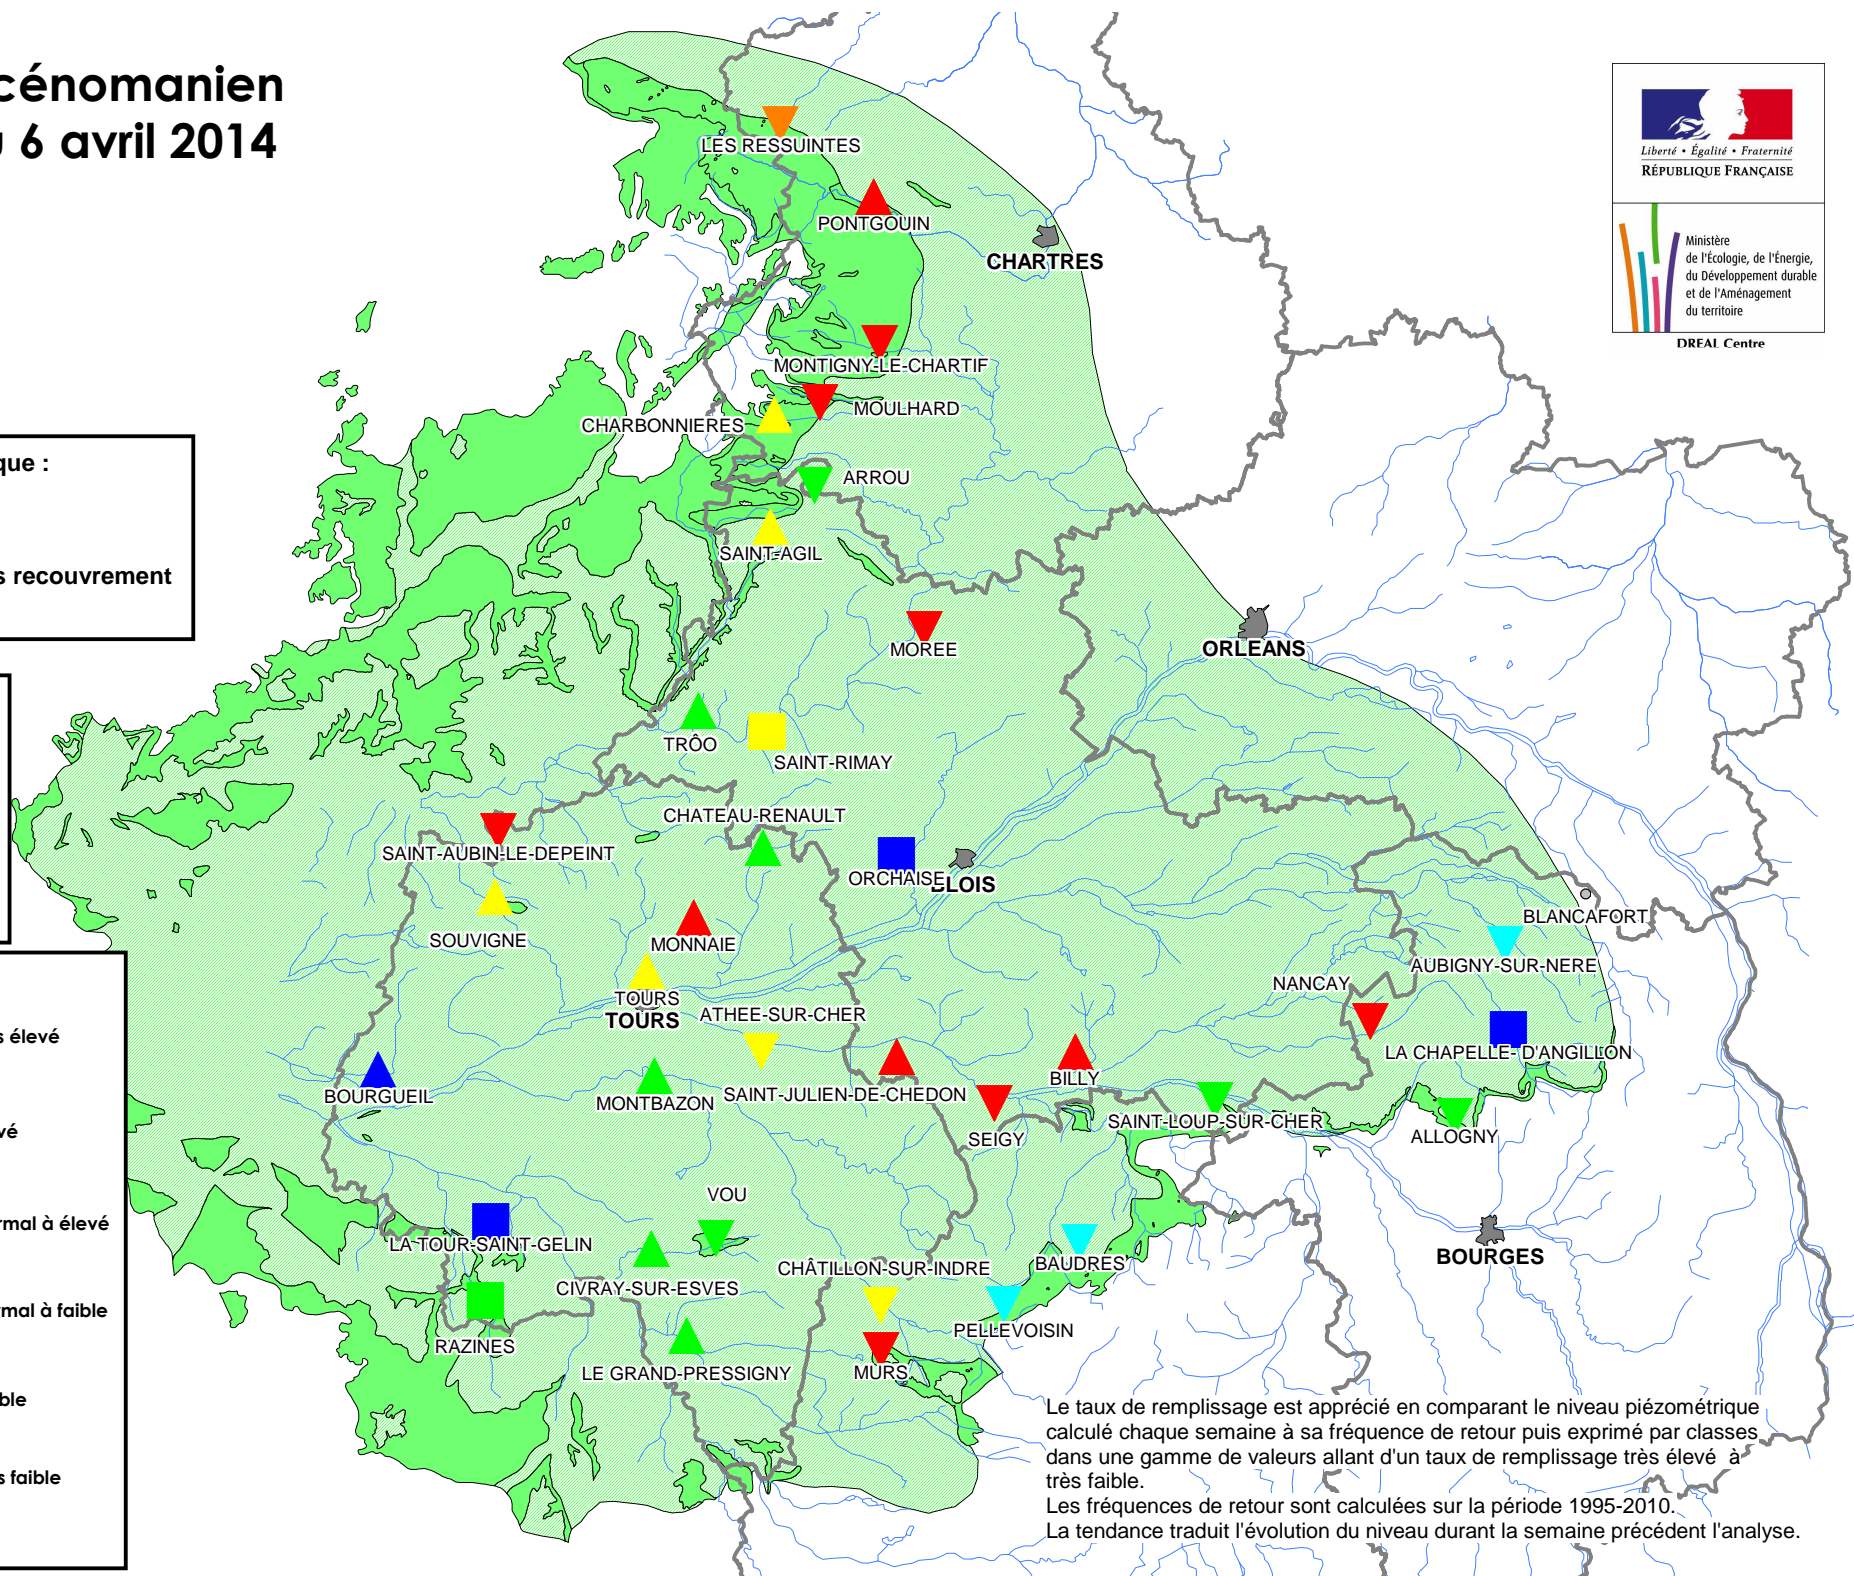 cénomanien
6 avril 2014
que :
recouvrement
élevé
rmal à élevé
rmal à faible
faible
LES RESSUINTES
PONTGOUIN
CHARTRES
MONTIGNY-LE-CHARTIF
MOULHARD
CHARBONNIERES
ARROU
SAINT-AGIL
MOREE
ORLEANS
TRÔO
SAINT-RIMAY
CHATEAU-RENAULT
SAINT-AUBIN-LE-DEPEINT
ORCHAISE
BLOIS
SOUVIGNE
MONNAIE
BLANCAFORT
AUBIGNY-SUR-NERE
NANCAY
TOURS
TOURS
ATHEE-SUR-CHER
LA CHAPELLE- D'ANGILLON
BOURGUEIL
MONTBAZON
SAINT-JULIEN-DE-CHEDON
BILLY
SEIGY
SAINT-LOUP-SUR-CHER
ALLOGNY
VOU
LA TOUR-SAINT-GELIN
CIVRAY-SUR-ESVES
CHÂTILLON-SUR-INDRE
BAUDRES
BOURGES
RAZINES
PELLEVOISIN
LE GRAND-PRESSIGNY
MURS
Liberté • Égalité • Fraternité
RÉPUBLIQUE FRANÇAISE
Ministère
de l'Écologie, de l'Énergie,
du Développement durable
et de l'Aménagement
du territoire
DREAL Centre
Le taux de remplissage est apprécié en comparant le niveau piézométrique
calculé chaque semaine à sa fréquence de retour puis exprimé par classes
dans une gamme de valeurs allant d'un taux de remplissage très élevé à
très faible.
Les fréquences de retour sont calculées sur la période 1995-2010.
La tendance traduit l'évolution du niveau durant la semaine précédent l'analyse.